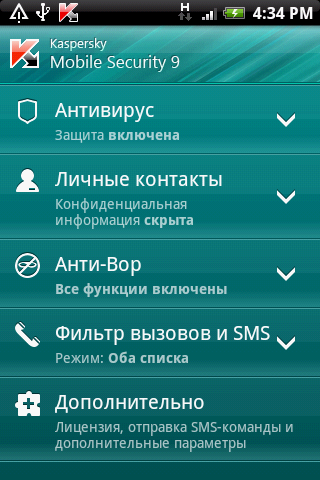 H 4:34 PM
Kaspersky
Mobile Security 9
Антивирус
Защита включена
Личные контакты
Конфиденциальная
информация скрыта
Анти-Вор
Все функции включены
Фильтр вызовов и SMS
Режим: Оба списка
Дополнительно
Лицензия, отправка SMS-команды и
дополнительные параметры